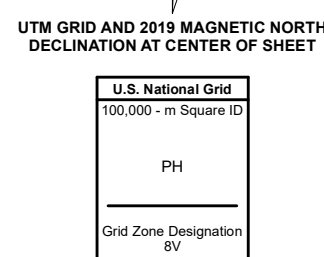 UTM GRID AND 2019 MAGNETIC NORTH
DECLINATION AT CENTER OF SHEET
U.S. National Grid
100,000 - m Square ID
PH
Grid Zone Designation
8V